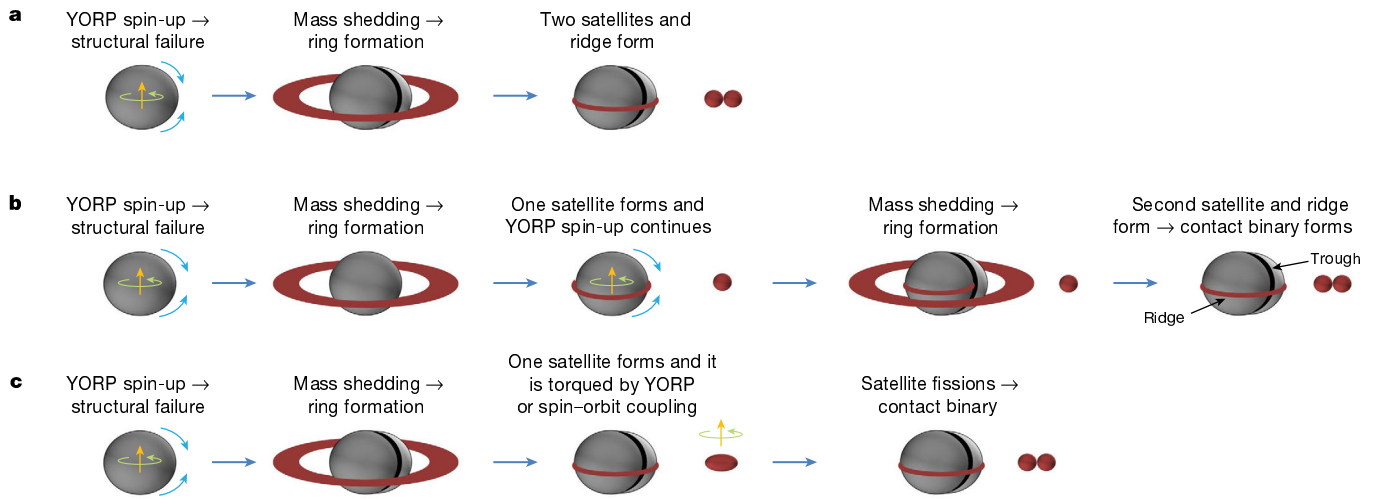 a
YORP spin-up →
structural failure
Mass shedding →
ring formation
Two satellites and
ridge form
b
YORP spin-up →
structural failure
Mass shedding →
ring formation
One satellite forms and
YORP spin-up continues
Mass shedding →
ring formation
Second satellite and ridge
form → contact binary forms
Trough
Ridge
c
YORP spin-up →
structural failure
Mass shedding →
ring formation
One satellite forms and it
is torqued by YORP
or spin–orbit coupling
Satellite fissions →
contact binary